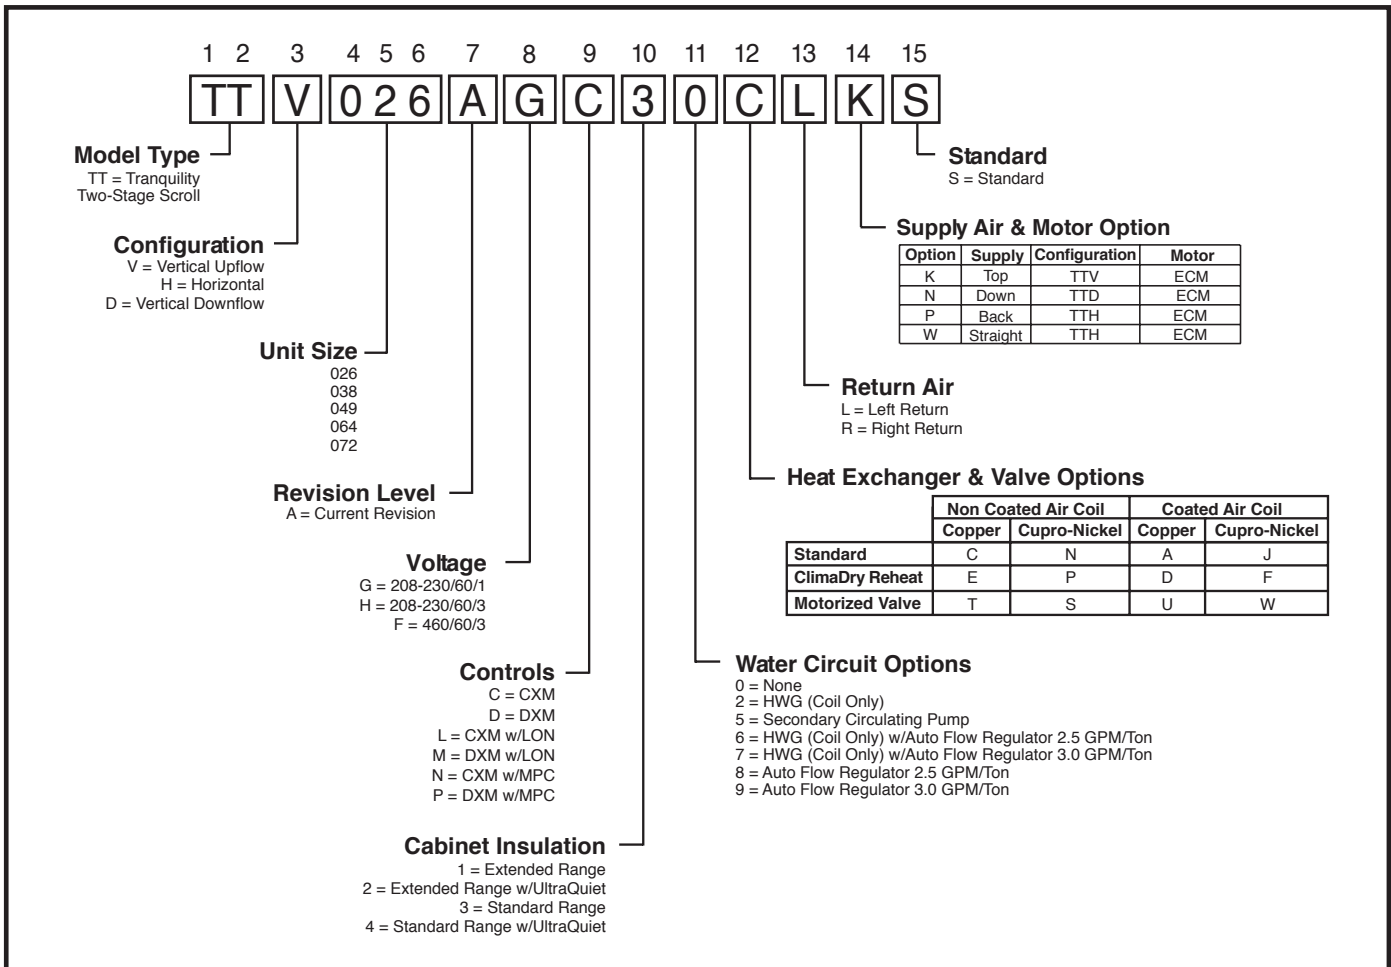 1 2 3 4 5 6 7 8 9 10 11 12 13 14 15
TT V 0 2 6 A G C 3 0 C L K S
Model Type
TT = Tranquility
Two-Stage Scroll
Configuration
V = Vertical Upflow
H = Horizontal
D = Vertical Downflow
Unit Size
026
038
049
064
072
Revision Level
A = Current Revision
Voltage
G = 208-230/60/1
H = 208-230/60/3
F = 460/60/3
Controls
C = CXM
D = DXM
L = CXM w/LON
M = DXM w/LON
N = CXM w/MPC
P = DXM w/MPC
Cabinet Insulation
1 = Extended Range
2 = Extended Range w/UltraQuiet
3 = Standard Range
4 = Standard Range w/UltraQuiet
Standard
S = Standard
Supply Air & Motor Option
Option Supply Configuration Motor
K Top TTV ECM
N Down TTD ECM
P Back TTH ECM
W Straight TTH ECM
Return Air
L = Left Return
R = Right Return
Heat Exchanger & Valve Options
Non Coated Air Coil Coated Air Coil
Copper Cupro-Nickel Copper Cupro-Nickel
Standard C N A J
ClimaDry Reheat E P D F
Motorized Valve T S U W
Water Circuit Options
0 = None
2 = HWG (Coil Only)
5 = Secondary Circulating Pump
6 = HWG (Coil Only) w/Auto Flow Regulator 2.5 GPM/Ton
7 = HWG (Coil Only) w/Auto Flow Regulator 3.0 GPM/Ton
8 = Auto Flow Regulator 2.5 GPM/Ton
9 = Auto Flow Regulator 3.0 GPM/Ton